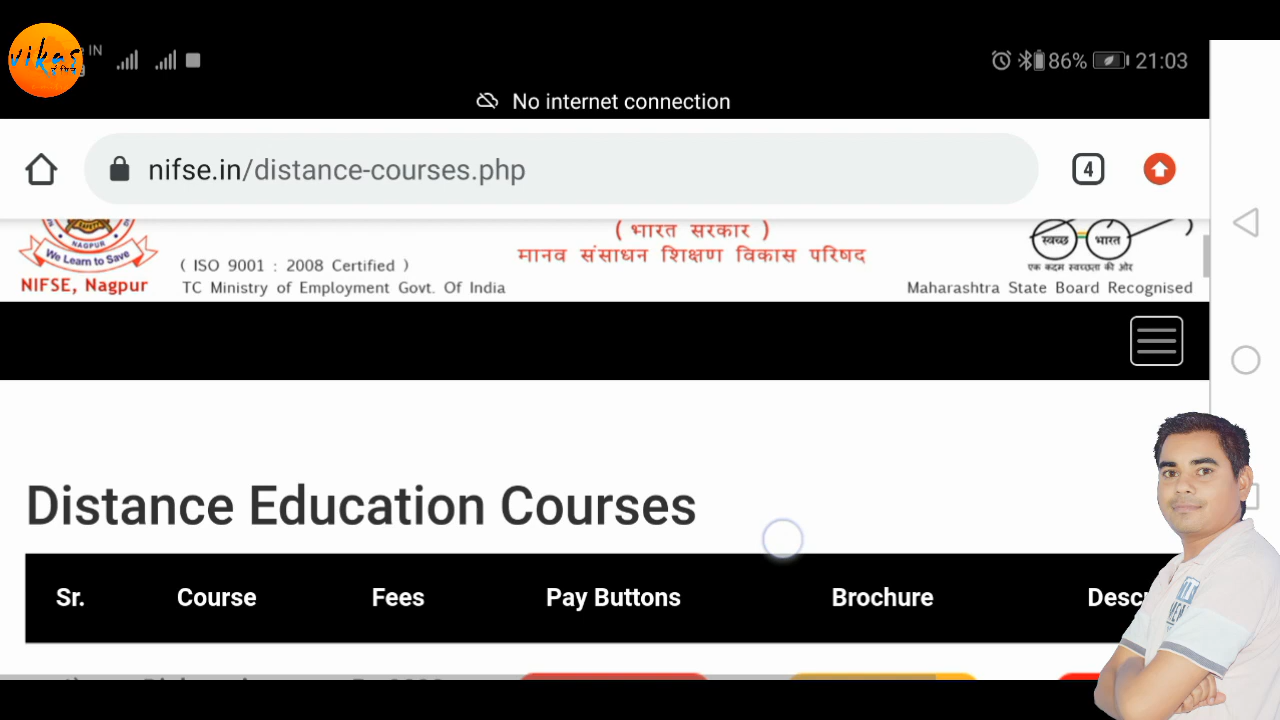 vikas
IN
86% 21:03
No internet connection
nifse.in/distance-courses.php
4
NAGPUR
We Learn to Save
NIFSE, Nagpur
( ISO 9001 : 2008 Certified )
TC Ministry of Employment Govt. Of India
( भारत सरकार )
मानव संसाधन शिक्षण विकास परिषद
स्वच्छ भारत
एक कदम स्वच्छता की ओर
Maharashtra State Board Recognised
Distance Education Courses
Sr. Course Fees Pay Buttons Brochure Descr